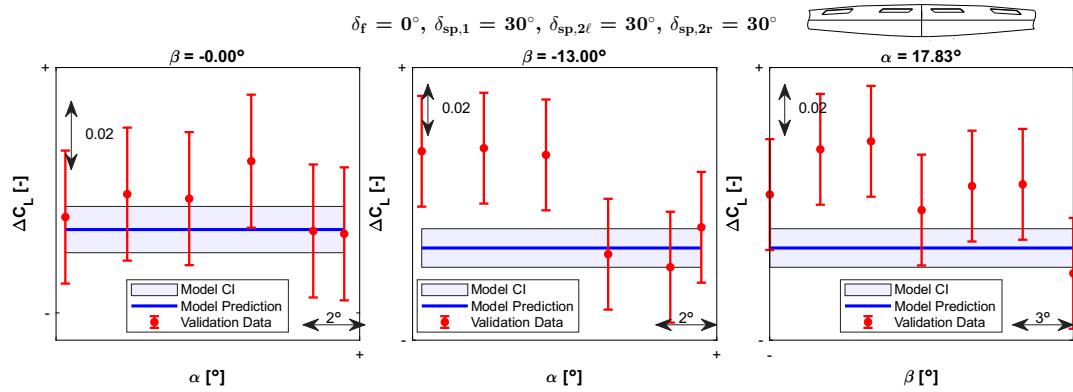 δf = 0°, δsp,1 = 30°, δsp,2ℓ = 30°, δsp,2r = 30°
β = -0.00°
+
0.02
ΔCL [-]
Model CI
Model Prediction
Validation Data
2°
-
+
α [°]
β = -13.00°
+
0.02
ΔCL [-]
Model CI
Model Prediction
Validation Data
2°
-
+
α [°]
α = 17.83°
+
0.02
ΔCL [-]
Model CI
Model Prediction
Validation Data
3°
-
-
+
β [°]